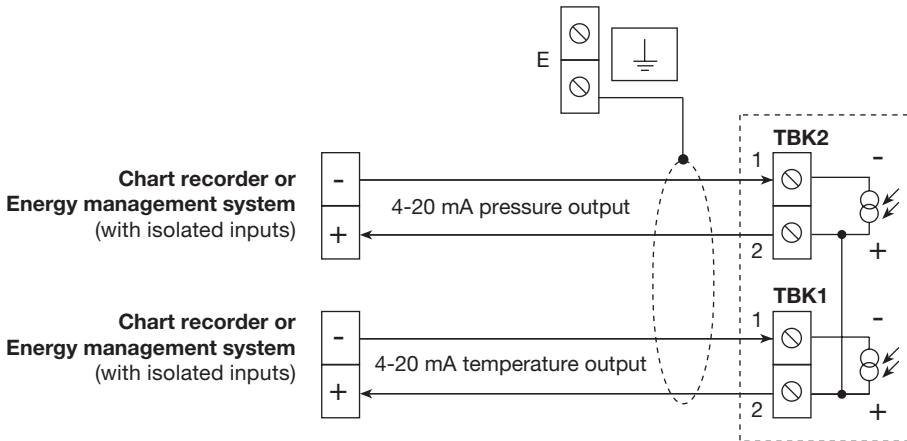 E
TBK2
1
-
Chart recorder or
Energy management system
(with isolated inputs)
-
+
4-20 mA pressure output
2
+
TBK1
1
-
Chart recorder or
Energy management system
(with isolated inputs)
-
+
4-20 mA temperature output
2
+